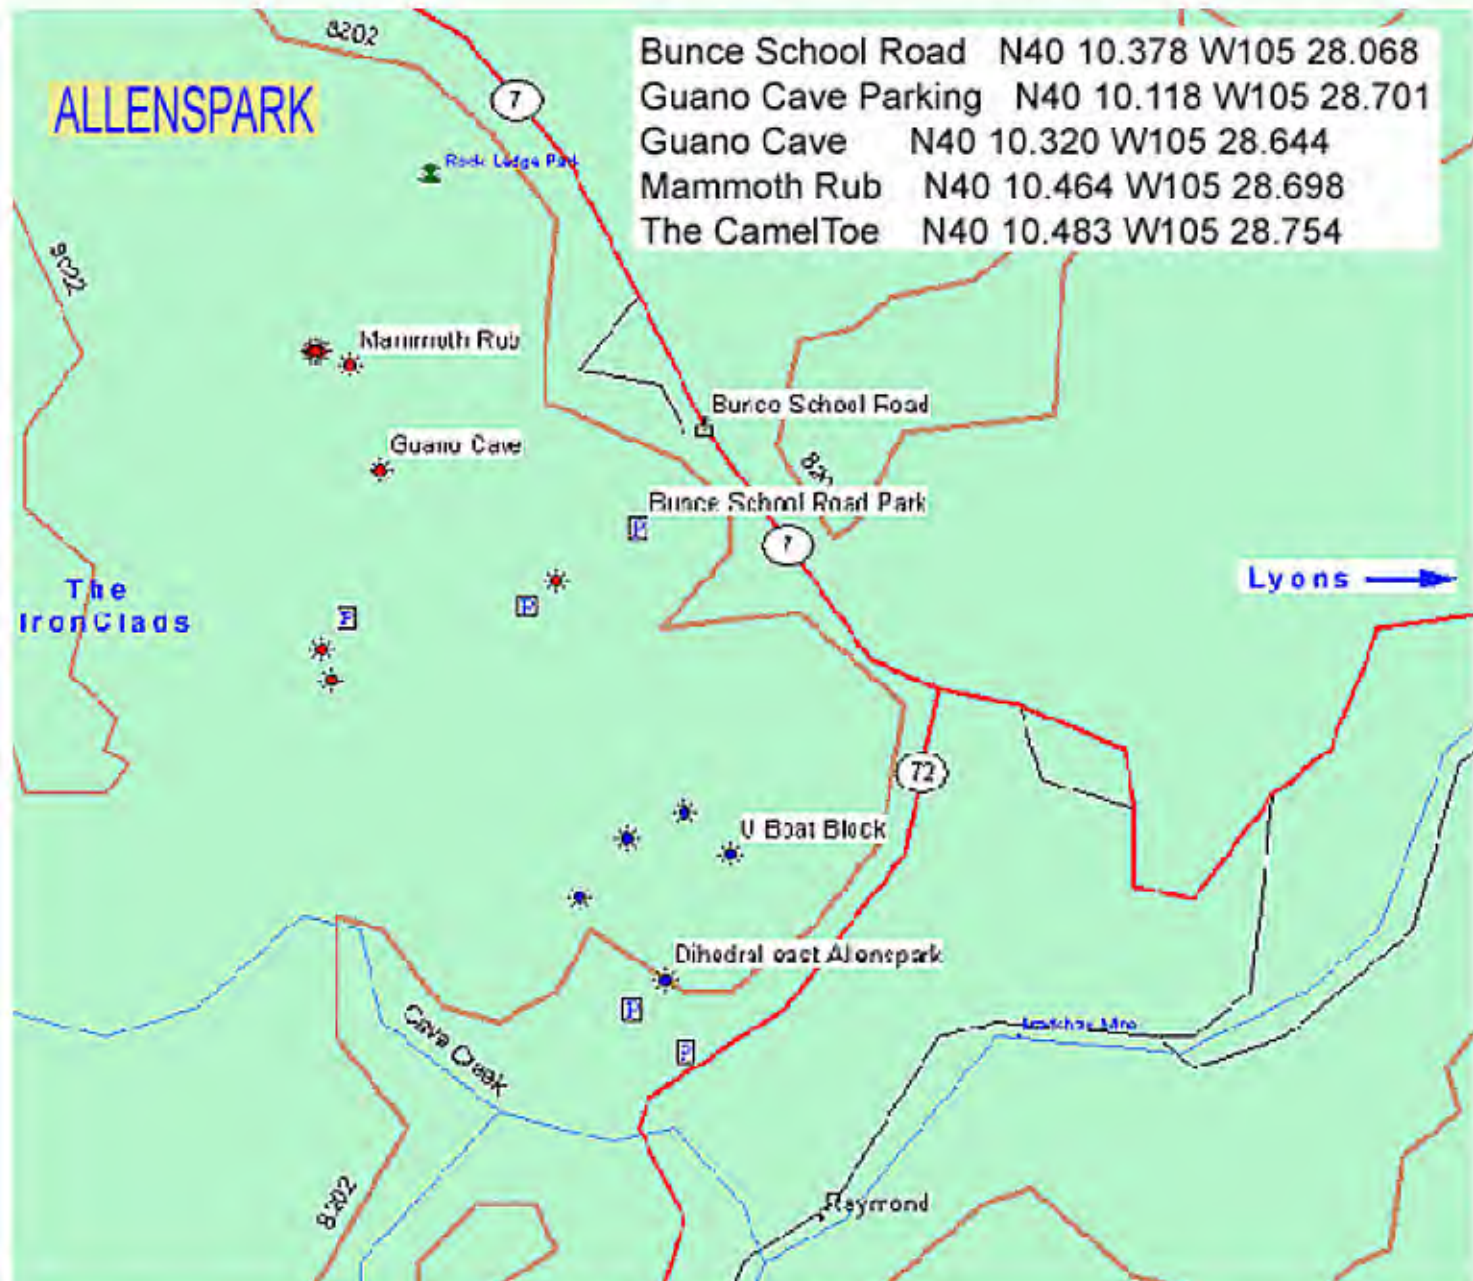 8202
Bunce School Road N40 10.378 W105 28.068
7
Guano Cave Parking N40 10.118 W105 28.701
ALLENSPARK
Guano Cave N40 10.320 W105 28.644
Rock Ledge Park
Mammoth Rub N40 10.464 W105 28.698
The CamelToe N40 10.483 W105 28.754
9022
Mammoth Rub
Bunce School Road
Guano Cave
Bunce School Road Park
P
7
Lyons
The
IronClads
P
P
72
U Boat Block
Dihedral east Allenspark
P
Cave Creek
P
8202
Raymond